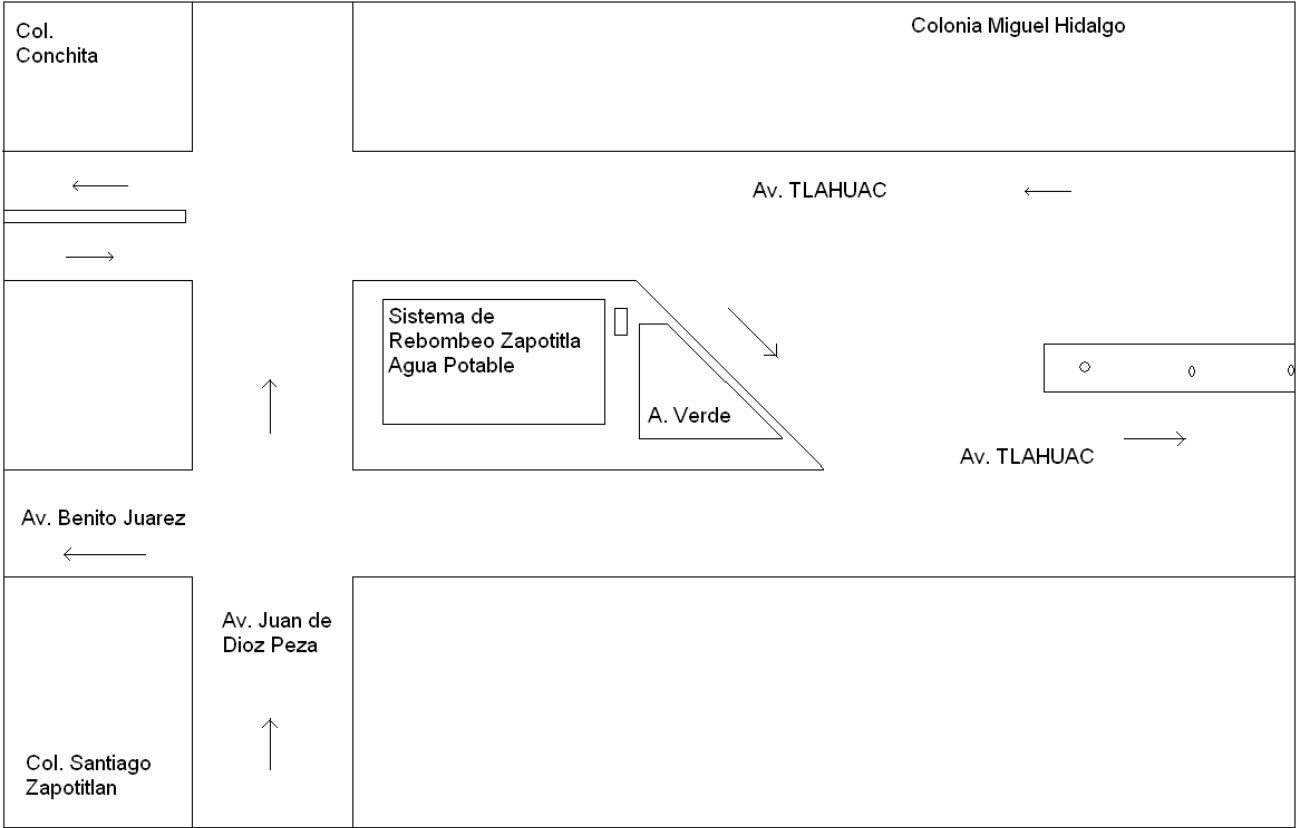 Col.
Conchita
Colonia Miguel Hidalgo
Av. TLAHUAC
Sistema de
Rebombeo Zapotitla
Agua Potable
A. Verde
Av. TLAHUAC
Av. Benito Juarez
Av. Juan de
Dioz Peza
Col. Santiago
Zapotitlan